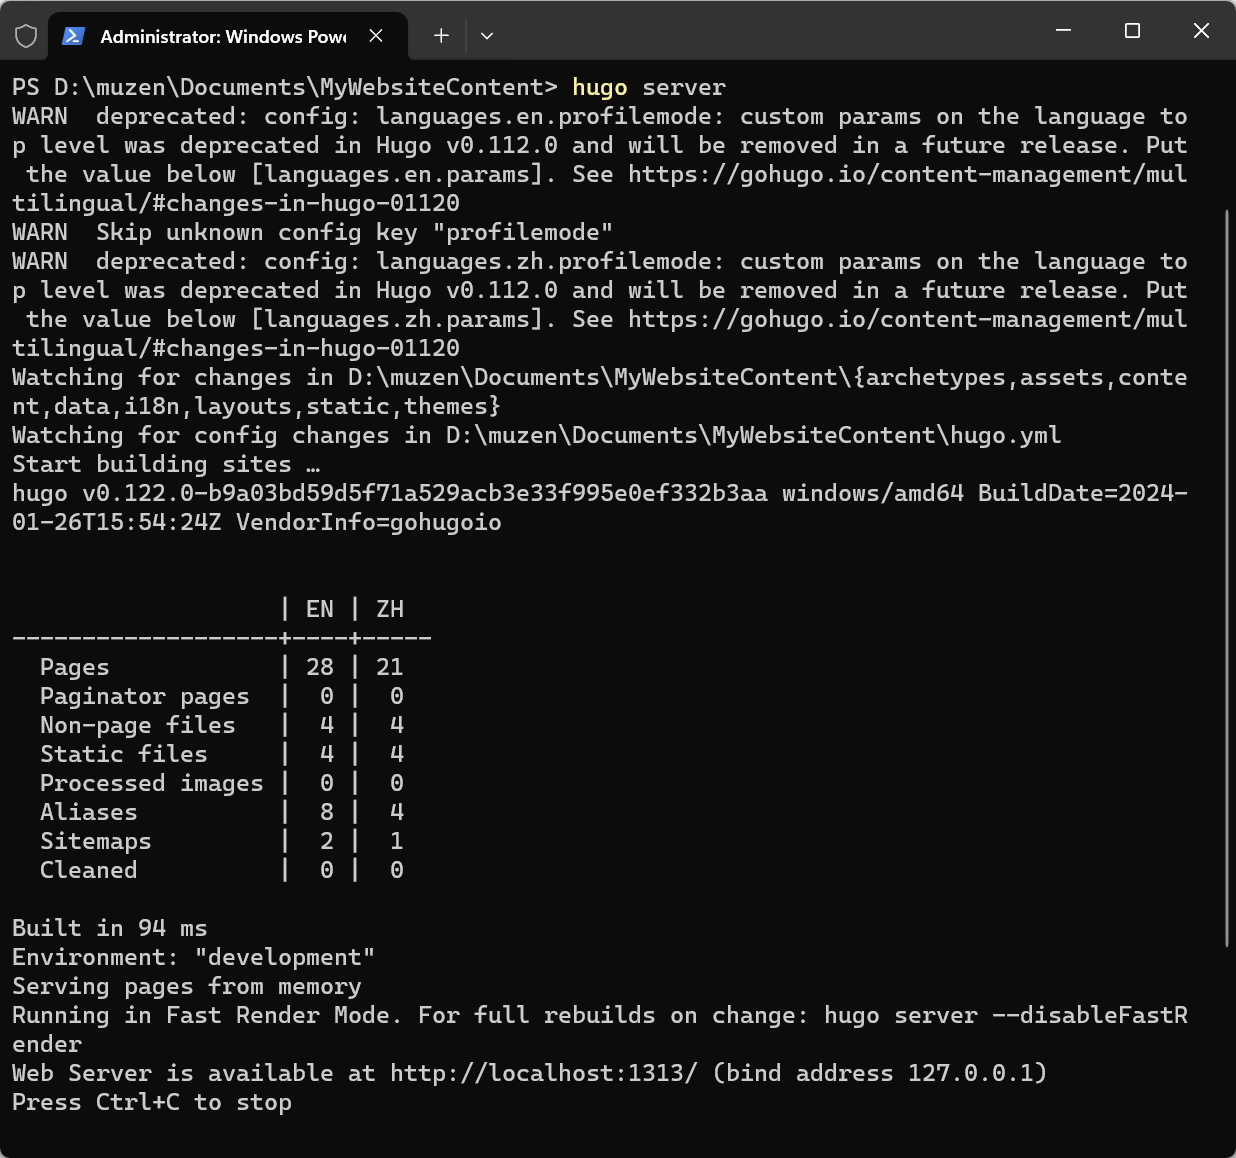 Administrator: Windows Pow
PS D:\muzen\Documents\MyWebsiteContent> hugo server
WARN  deprecated: config: languages.en.profilemode: custom params on the language to
p level was deprecated in Hugo v0.112.0 and will be removed in a future release. Put
 the value below [languages.en.params]. See https://gohugo.io/content-management/mul
tilingual/#changes-in-hugo-01120
WARN  Skip unknown config key "profilemode"
WARN  deprecated: config: languages.zh.profilemode: custom params on the language to
p level was deprecated in Hugo v0.112.0 and will be removed in a future release. Put
 the value below [languages.zh.params]. See https://gohugo.io/content-management/mul
tilingual/#changes-in-hugo-01120
Watching for changes in D:\muzen\Documents\MyWebsiteContent\{archetypes,assets,conte
nt,data,i18n,layouts,static,themes}
Watching for config changes in D:\muzen\Documents\MyWebsiteContent\hugo.yml
Start building sites …
hugo v0.122.0-b9a03bd59d5f71a529acb3e33f995e0ef332b3aa windows/amd64 BuildDate=2024-
01-26T15:54:24Z VendorInfo=gohugoio
                   | EN | ZH
-------------------+----+-----
  Pages            | 28 | 21
  Paginator pages  |  0 |  0
  Non-page files   |  4 |  4
  Static files     |  4 |  4
  Processed images |  0 |  0
  Aliases          |  8 |  4
  Sitemaps         |  2 |  1
  Cleaned          |  0 |  0
Built in 94 ms
Environment: "development"
Serving pages from memory
Running in Fast Render Mode. For full rebuilds on change: hugo server --disableFastR
ender
Web Server is available at http://localhost:1313/ (bind address 127.0.0.1)
Press Ctrl+C to stop